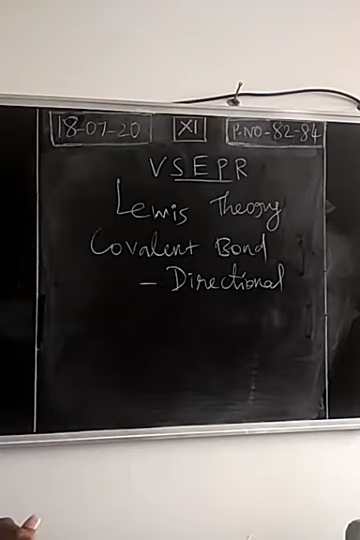 18-07-20 XI P.NO-82-84
VSEPR
Lewis Theory
Covalent Bond
- Directional